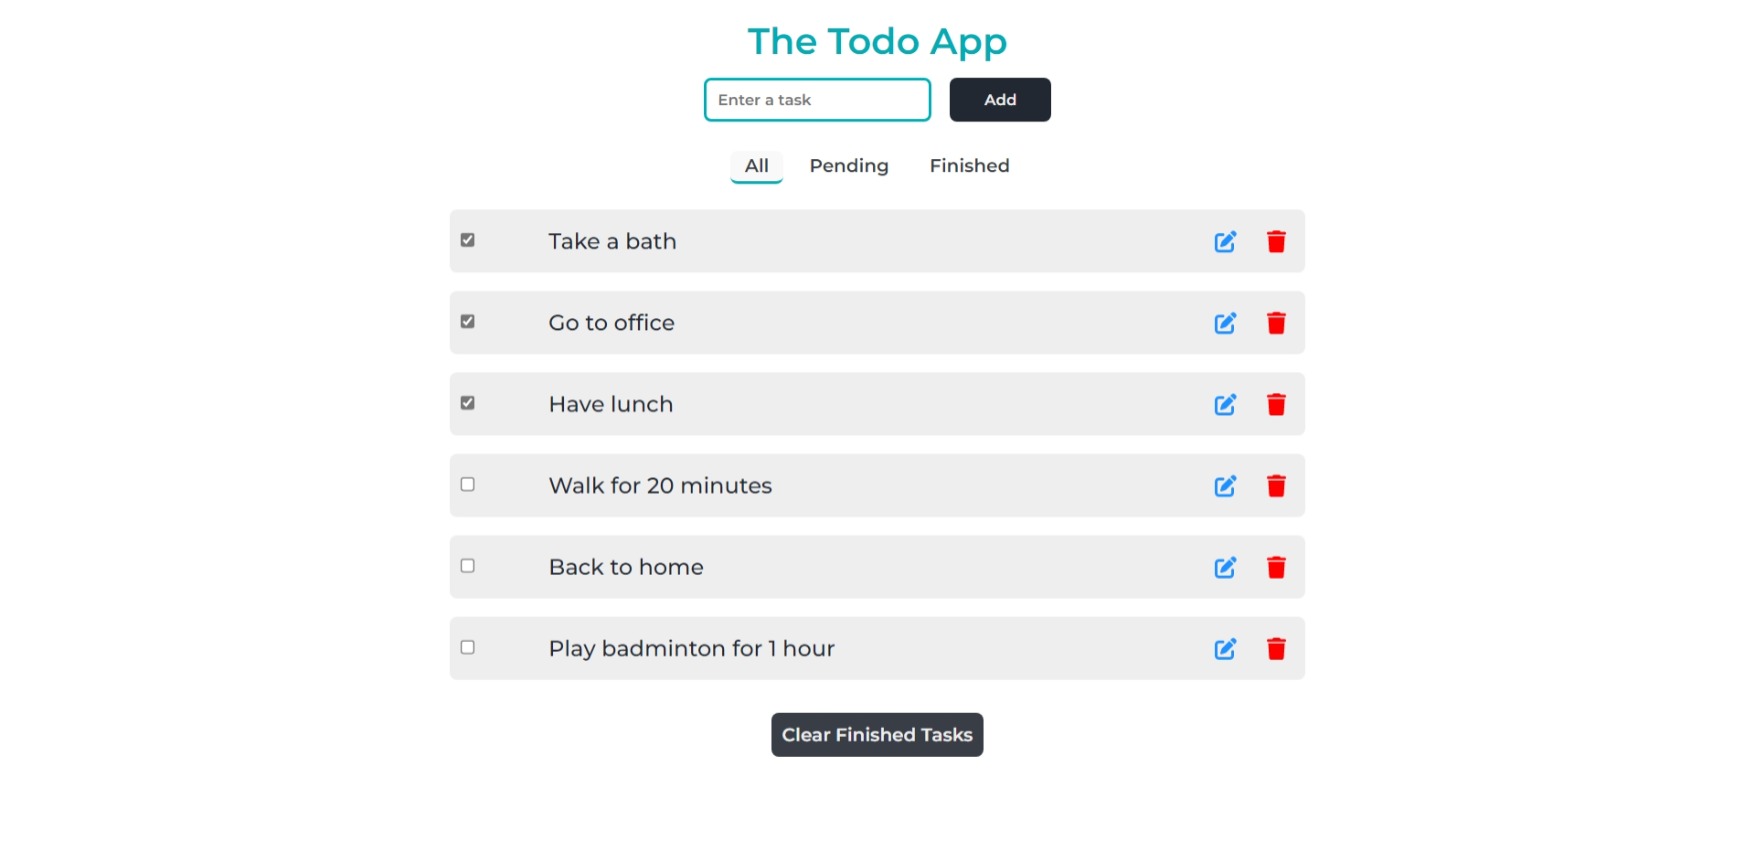 The Todo App
Enter a task Add
All Pending Finished
Take a bath
Go to office
Have lunch
Walk for 20 minutes
Back to home
Play badminton for 1 hour
Clear Finished Tasks